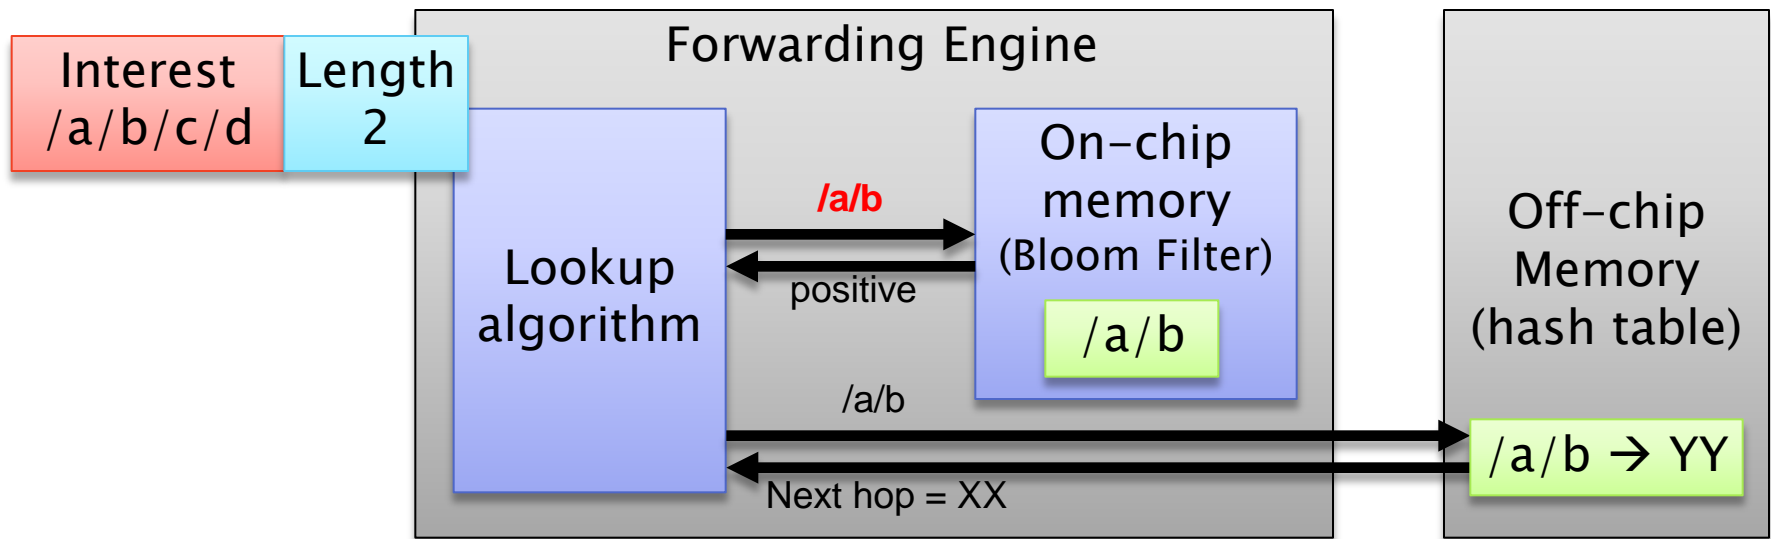 Forwarding Engine
Interest
/a/b/c/d
Length
2
Lookup
algorithm
/a/b
positive
On-chip
memory
(Bloom Filter)
/a/b
/a/b
Next hop = XX
Off-chip
Memory
(hash table)
/a/b → YY